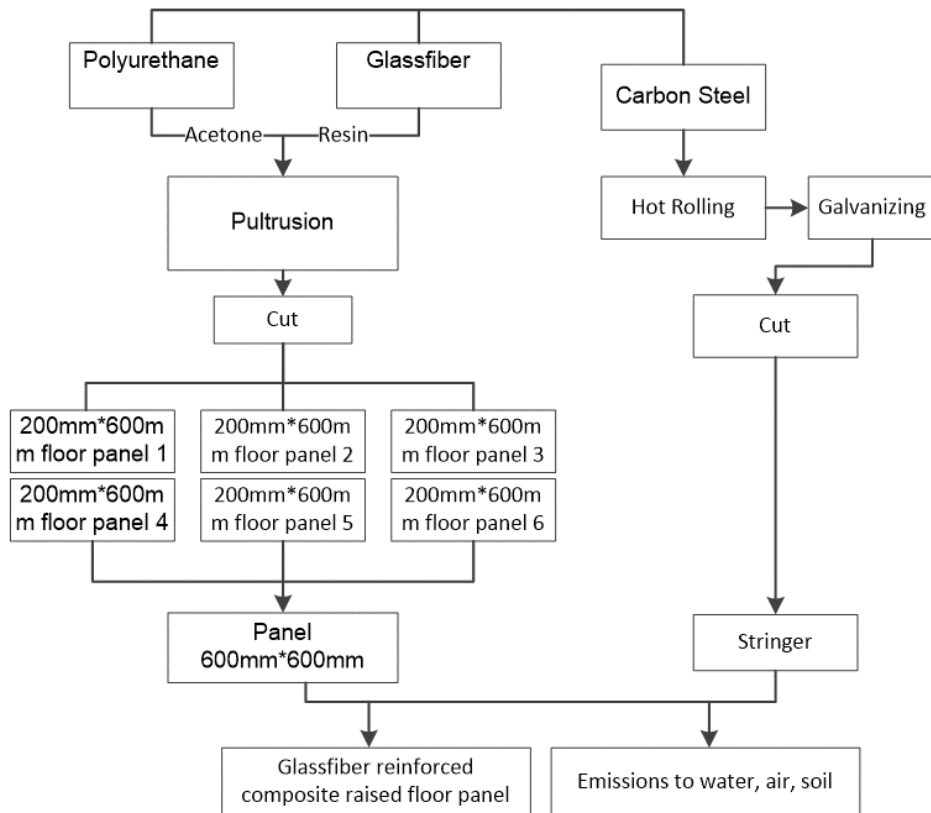 Polyurethane
Glassfiber
Carbon Steel
Acetone
Resin
Pultrusion
Hot Rolling
Galvanizing
Cut
Cut
200mm*600m
m floor panel 1
200mm*600m
m floor panel 2
200mm*600m
m floor panel 3
200mm*600m
m floor panel 4
200mm*600m
m floor panel 5
200mm*600m
m floor panel 6
Panel
600mm*600mm
Stringer
Glassfiber reinforced
composite raised floor panel
Emissions to water, air, soil